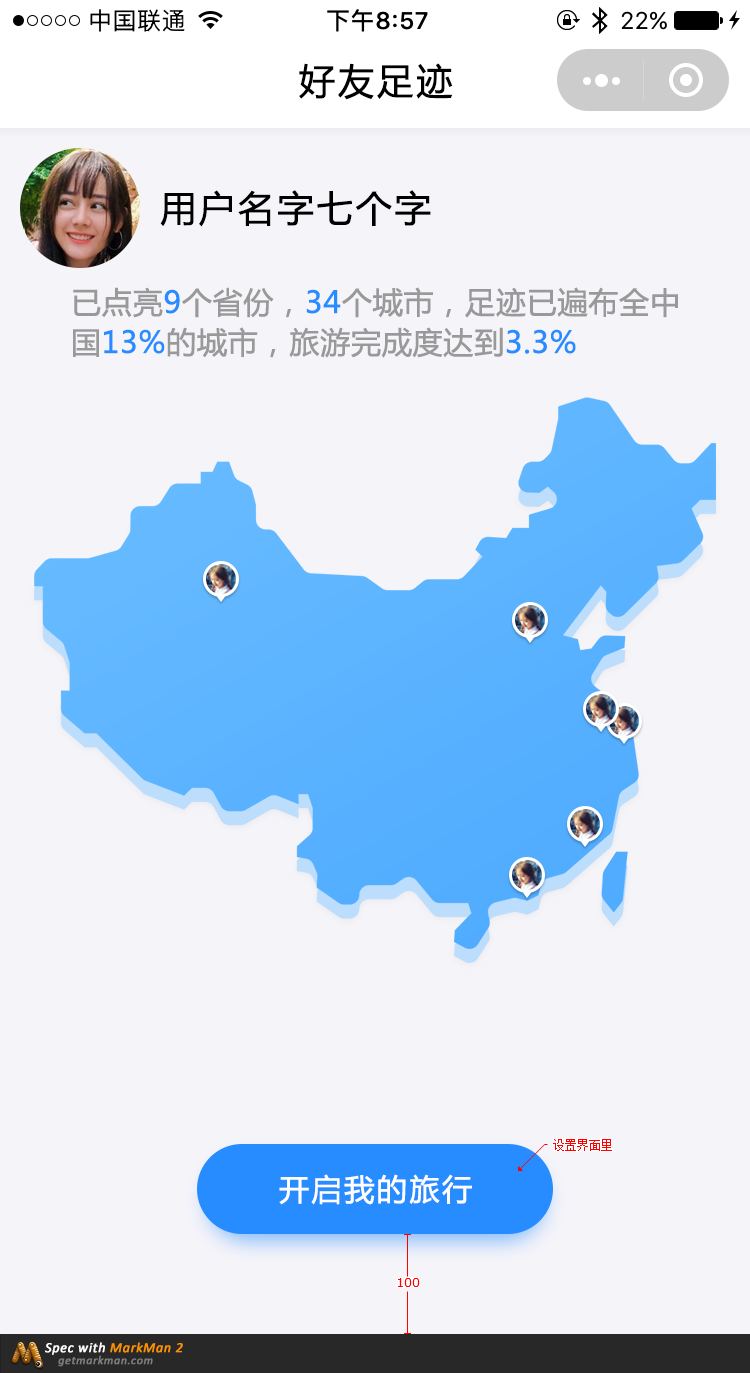 ●○○○○ 中国联通 下午8:57 22%
好友足迹
用户名字七个字
已点亮9个省份，34个城市，足迹已遍布全中
国13%的城市，旅游完成度达到3.3%
设置界面里
开启我的旅行
100
Spec with MarkMan 2
getmarkman.com